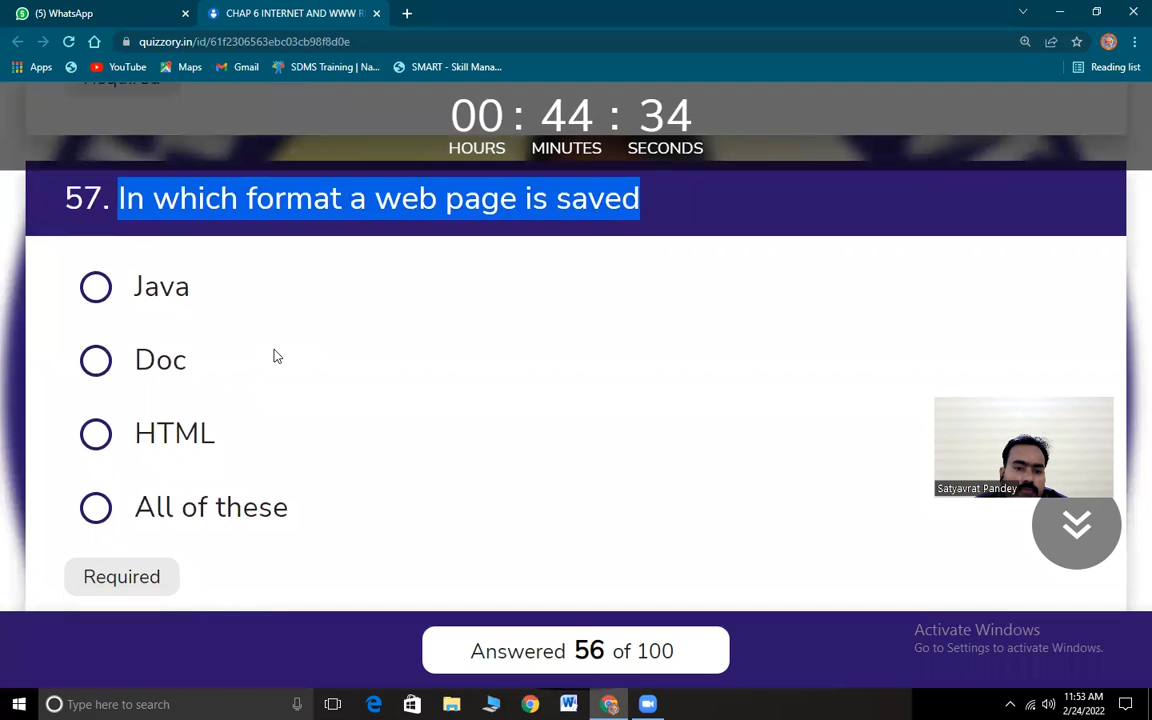 (5) WhatsApp
CHAP 6 INTERNET AND WWW R
quizzory.in/id/61f2306563ebc03cb98f8d0e
Apps
YouTube
Maps
Gmail
SDMS Training | Na...
SMART - Skill Mana...
Reading list
00 : 44 : 34
HOURS MINUTES SECONDS
57. In which format a web page is saved
Java
Doc
HTML
All of these
Required
Satyavrat Pandey
Answered 56 of 100
Activate Windows
Go to Settings to activate Windows.
Type here to search
11:53 AM
2/24/2022